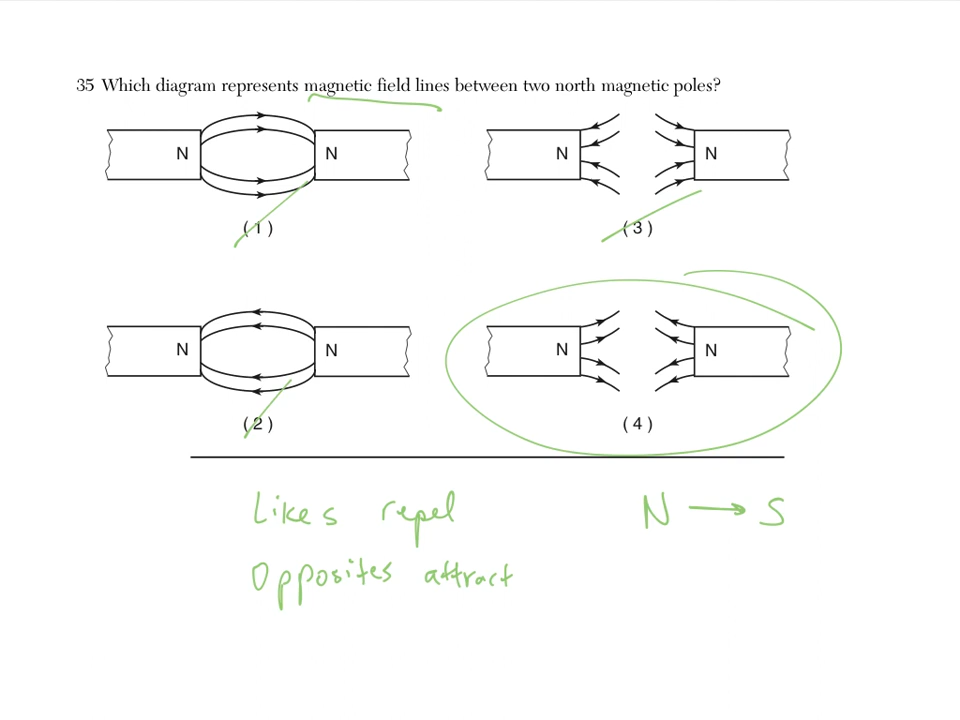 35 Which diagram represents magnetic field lines between two north magnetic poles?
N N
(1)
N N
(3)
N N
(2)
N N
(4)
Likes repel
Opposites attract
N → S